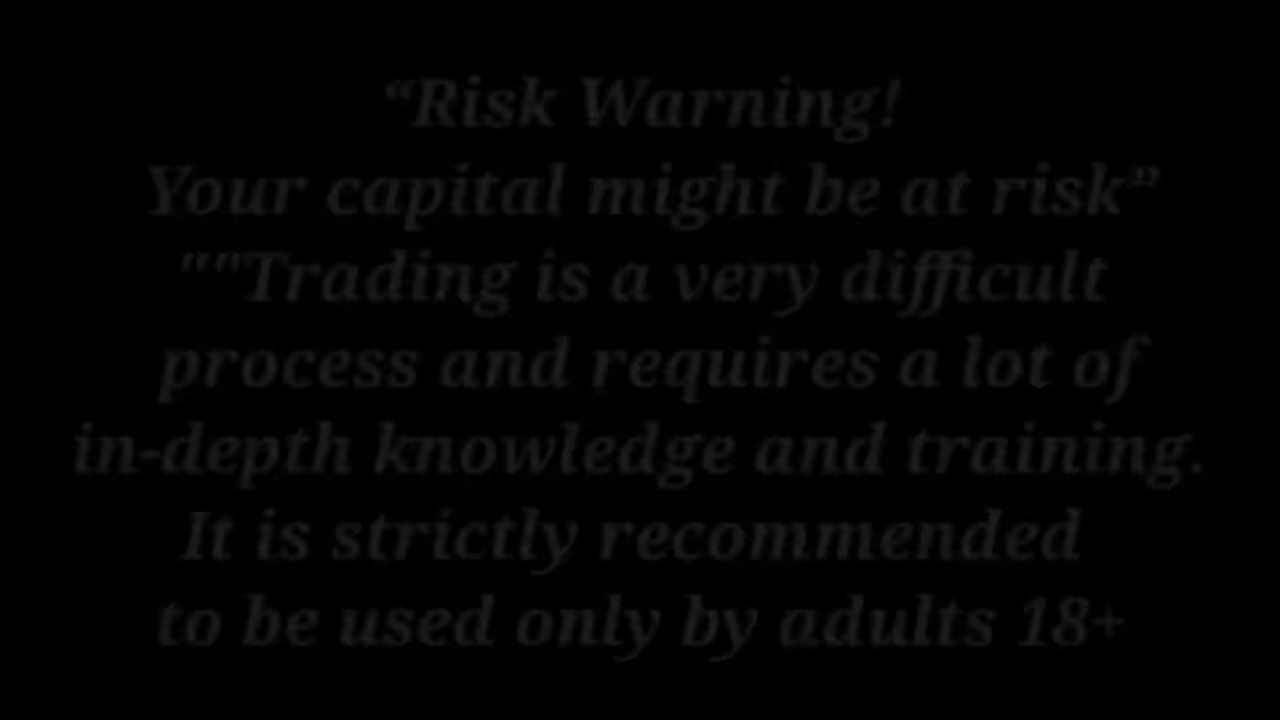 “Risk Warning!
Your capital might be at risk”
""Trading is a very difficult
process and requires a lot of
in-depth knowledge and training.
It is strictly recommended
to be used only by adults 18+